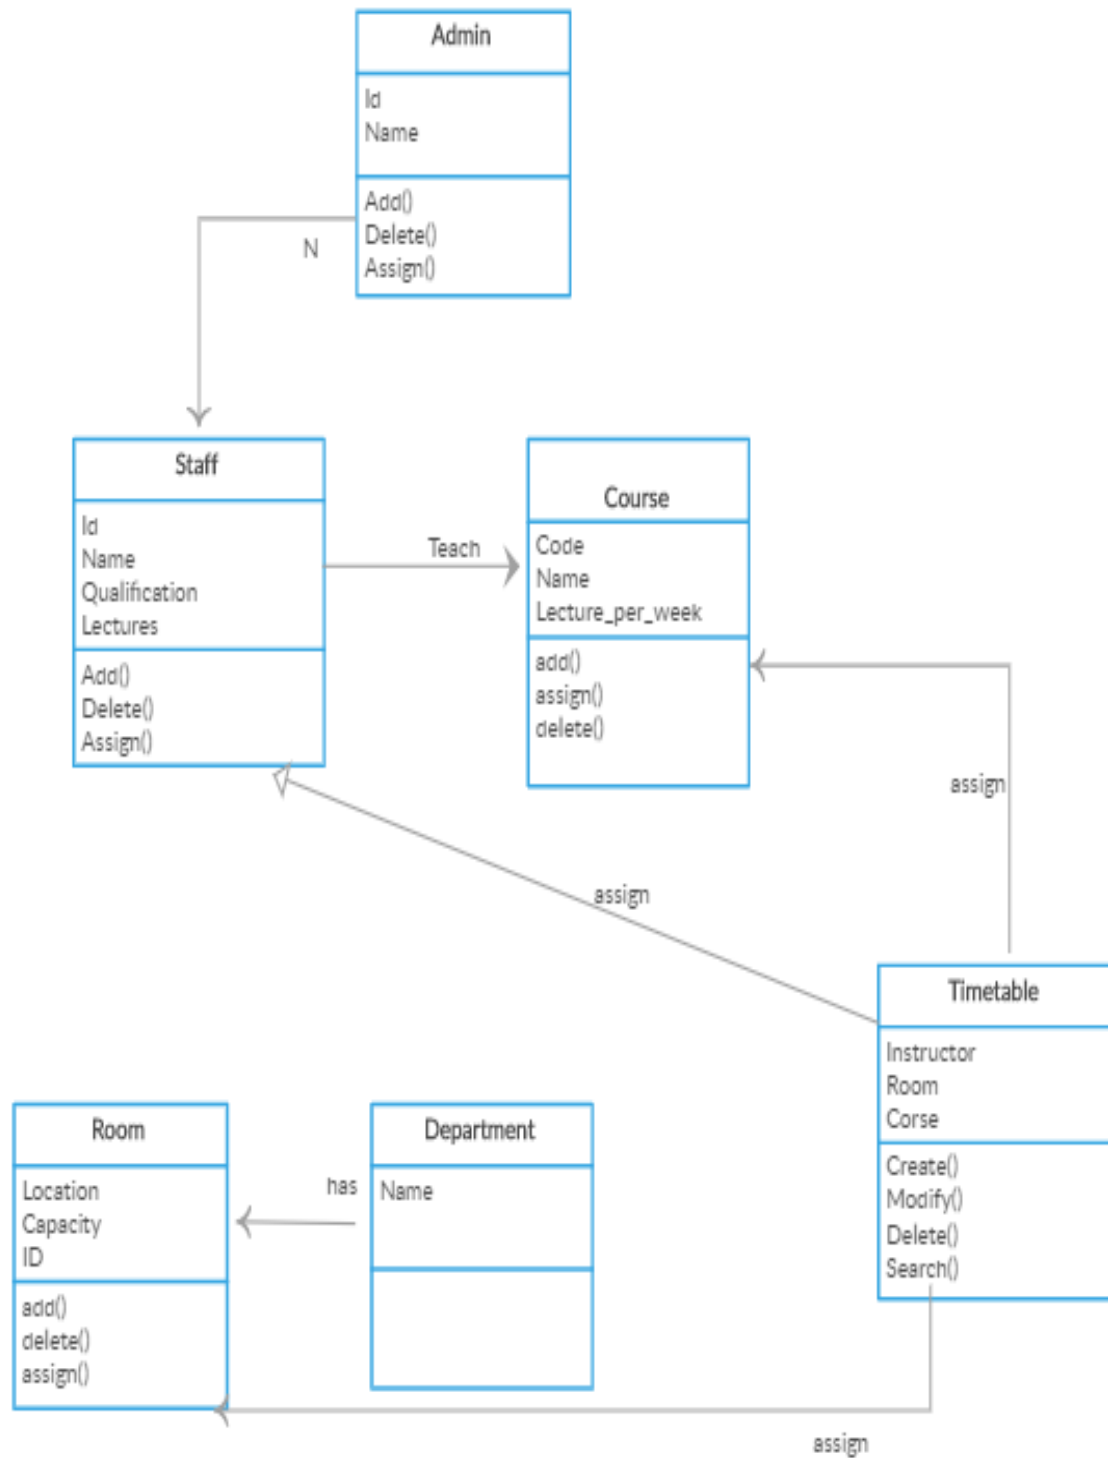 Admin
Id
Name
Add()
Delete()
Assign()
N
Staff
Id
Name
Qualification
Lectures
Add()
Delete()
Assign()
Teach
Course
Code
Name
Lecture_per_week
add()
assign()
delete()
assign
assign
Timetable
Instructor
Room
Corse
Create()
Modify()
Delete()
Search()
Room
Location
Capacity
ID
add()
delete()
assign()
has
Department
Name
assign